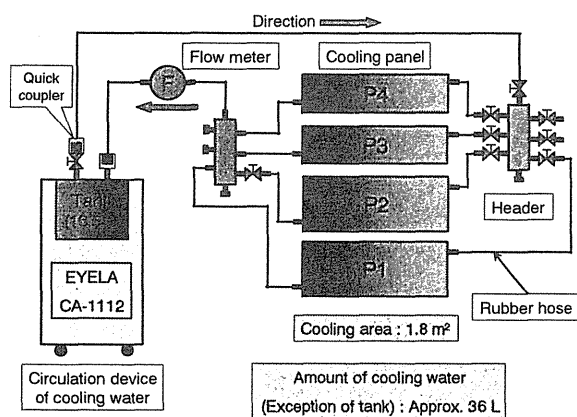 Direction
Flow meter
Cooling panel
Quick
coupler
F
P4
P3
P2
P1
Tank
Header
EYELA
CA-1112
Rubber hose
Cooling area : 1.8 m²
Circulation device
of cooling water
Amount of cooling water
(Exception of tank) : Approx. 36 L